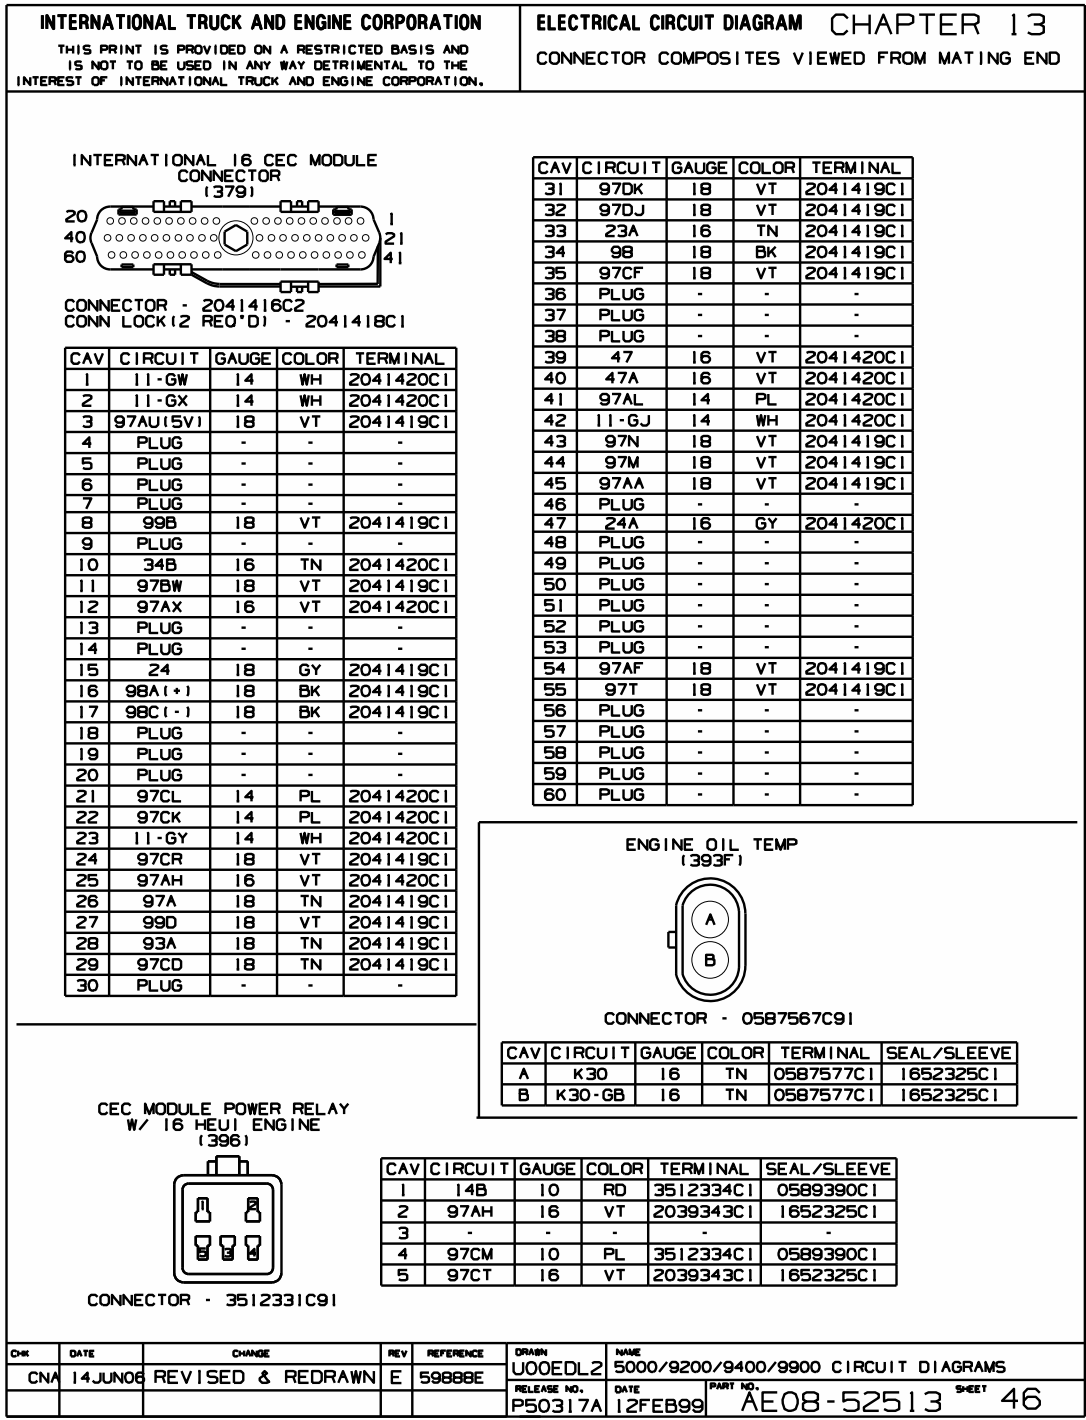 INTERNATIONAL TRUCK AND ENGINE CORPORATION
THIS PRINT IS PROVIDED ON A RESTRICTED BASIS AND
IS NOT TO BE USED IN ANY WAY DETRIMENTAL TO THE
INTEREST OF INTERNATIONAL TRUCK AND ENGINE CORPORATION.
ELECTRICAL CIRCUIT DIAGRAM CHAPTER 13
CONNECTOR COMPOSITES VIEWED FROM MATING END
INTERNATIONAL I6 CEC MODULE
CONNECTOR
(379)
20 1
40 21
60 41
CONNECTOR - 2041416C2
CONN LOCK(2 REQ'D) - 2041418C1
CAV CIRCUIT GAUGE COLOR TERMINAL
1 11-GW 14 WH 2041420C1
2 11-GX 14 WH 2041420C1
3 97AU(5V) 18 VT 2041419C1
4 PLUG - - -
5 PLUG - - -
6 PLUG - - -
7 PLUG - - -
8 99B 18 VT 2041419C1
9 PLUG - - -
10 34B 16 TN 2041420C1
11 97BW 18 VT 2041419C1
12 97AX 16 VT 2041420C1
13 PLUG - - -
14 PLUG - - -
15 24 18 GY 2041419C1
16 98A(+) 18 BK 2041419C1
17 98C(-) 18 BK 2041419C1
18 PLUG - - -
19 PLUG - - -
20 PLUG - - -
21 97CL 14 PL 2041420C1
22 97CK 14 PL 2041420C1
23 11-GY 14 WH 2041420C1
24 97CR 18 VT 2041419C1
25 97AH 16 VT 2041420C1
26 97A 18 TN 2041419C1
27 99D 18 VT 2041419C1
28 93A 18 TN 2041419C1
29 97CD 18 TN 2041419C1
30 PLUG - - -
CAV CIRCUIT GAUGE COLOR TERMINAL
31 97DK 18 VT 2041419C1
32 97DJ 18 VT 2041419C1
33 23A 16 TN 2041419C1
34 98 18 BK 2041419C1
35 97CF 18 VT 2041419C1
36 PLUG - - -
37 PLUG - - -
38 PLUG - - -
39 47 16 VT 2041420C1
40 47A 16 VT 2041420C1
41 97AL 14 PL 2041420C1
42 11-GJ 14 WH 2041420C1
43 97N 18 VT 2041419C1
44 97M 18 VT 2041419C1
45 97AA 18 VT 2041419C1
46 PLUG - - -
47 24A 16 GY 2041420C1
48 PLUG - - -
49 PLUG - - -
50 PLUG - - -
51 PLUG - - -
52 PLUG - - -
53 PLUG - - -
54 97AF 18 VT 2041419C1
55 97T 18 VT 2041419C1
56 PLUG - - -
57 PLUG - - -
58 PLUG - - -
59 PLUG - - -
60 PLUG - - -
ENGINE OIL TEMP
(393F)
A
B
CONNECTOR - 0587567C91
CAV CIRCUIT GAUGE COLOR TERMINAL SEAL/SLEEVE
A K30 16 TN 0587577C1 1652325C1
B K30-GB 16 TN 0587577C1 1652325C1
CEC MODULE POWER RELAY
W/ I6 HEUI ENGINE
(396)
1 2
5 3 4
CONNECTOR - 3512331C91
CAV CIRCUIT GAUGE COLOR TERMINAL SEAL/SLEEVE
1 14B 10 RD 3512334C1 0589390C1
2 97AH 16 VT 2039343C1 1652325C1
3 - - - - -
4 97CM 10 PL 3512334C1 0589390C1
5 97CT 16 VT 2039343C1 1652325C1
CHK DATE CHANGE REV REFERENCE
CNA 14JUN06 REVISED & REDRAWN E 59888E
DRAWN
U00EDL2
NAME
5000/9200/9400/9900 CIRCUIT DIAGRAMS
RELEASE NO.
P50317A
DATE
12FEB99
PART NO.
AE08-52513
SHEET
46